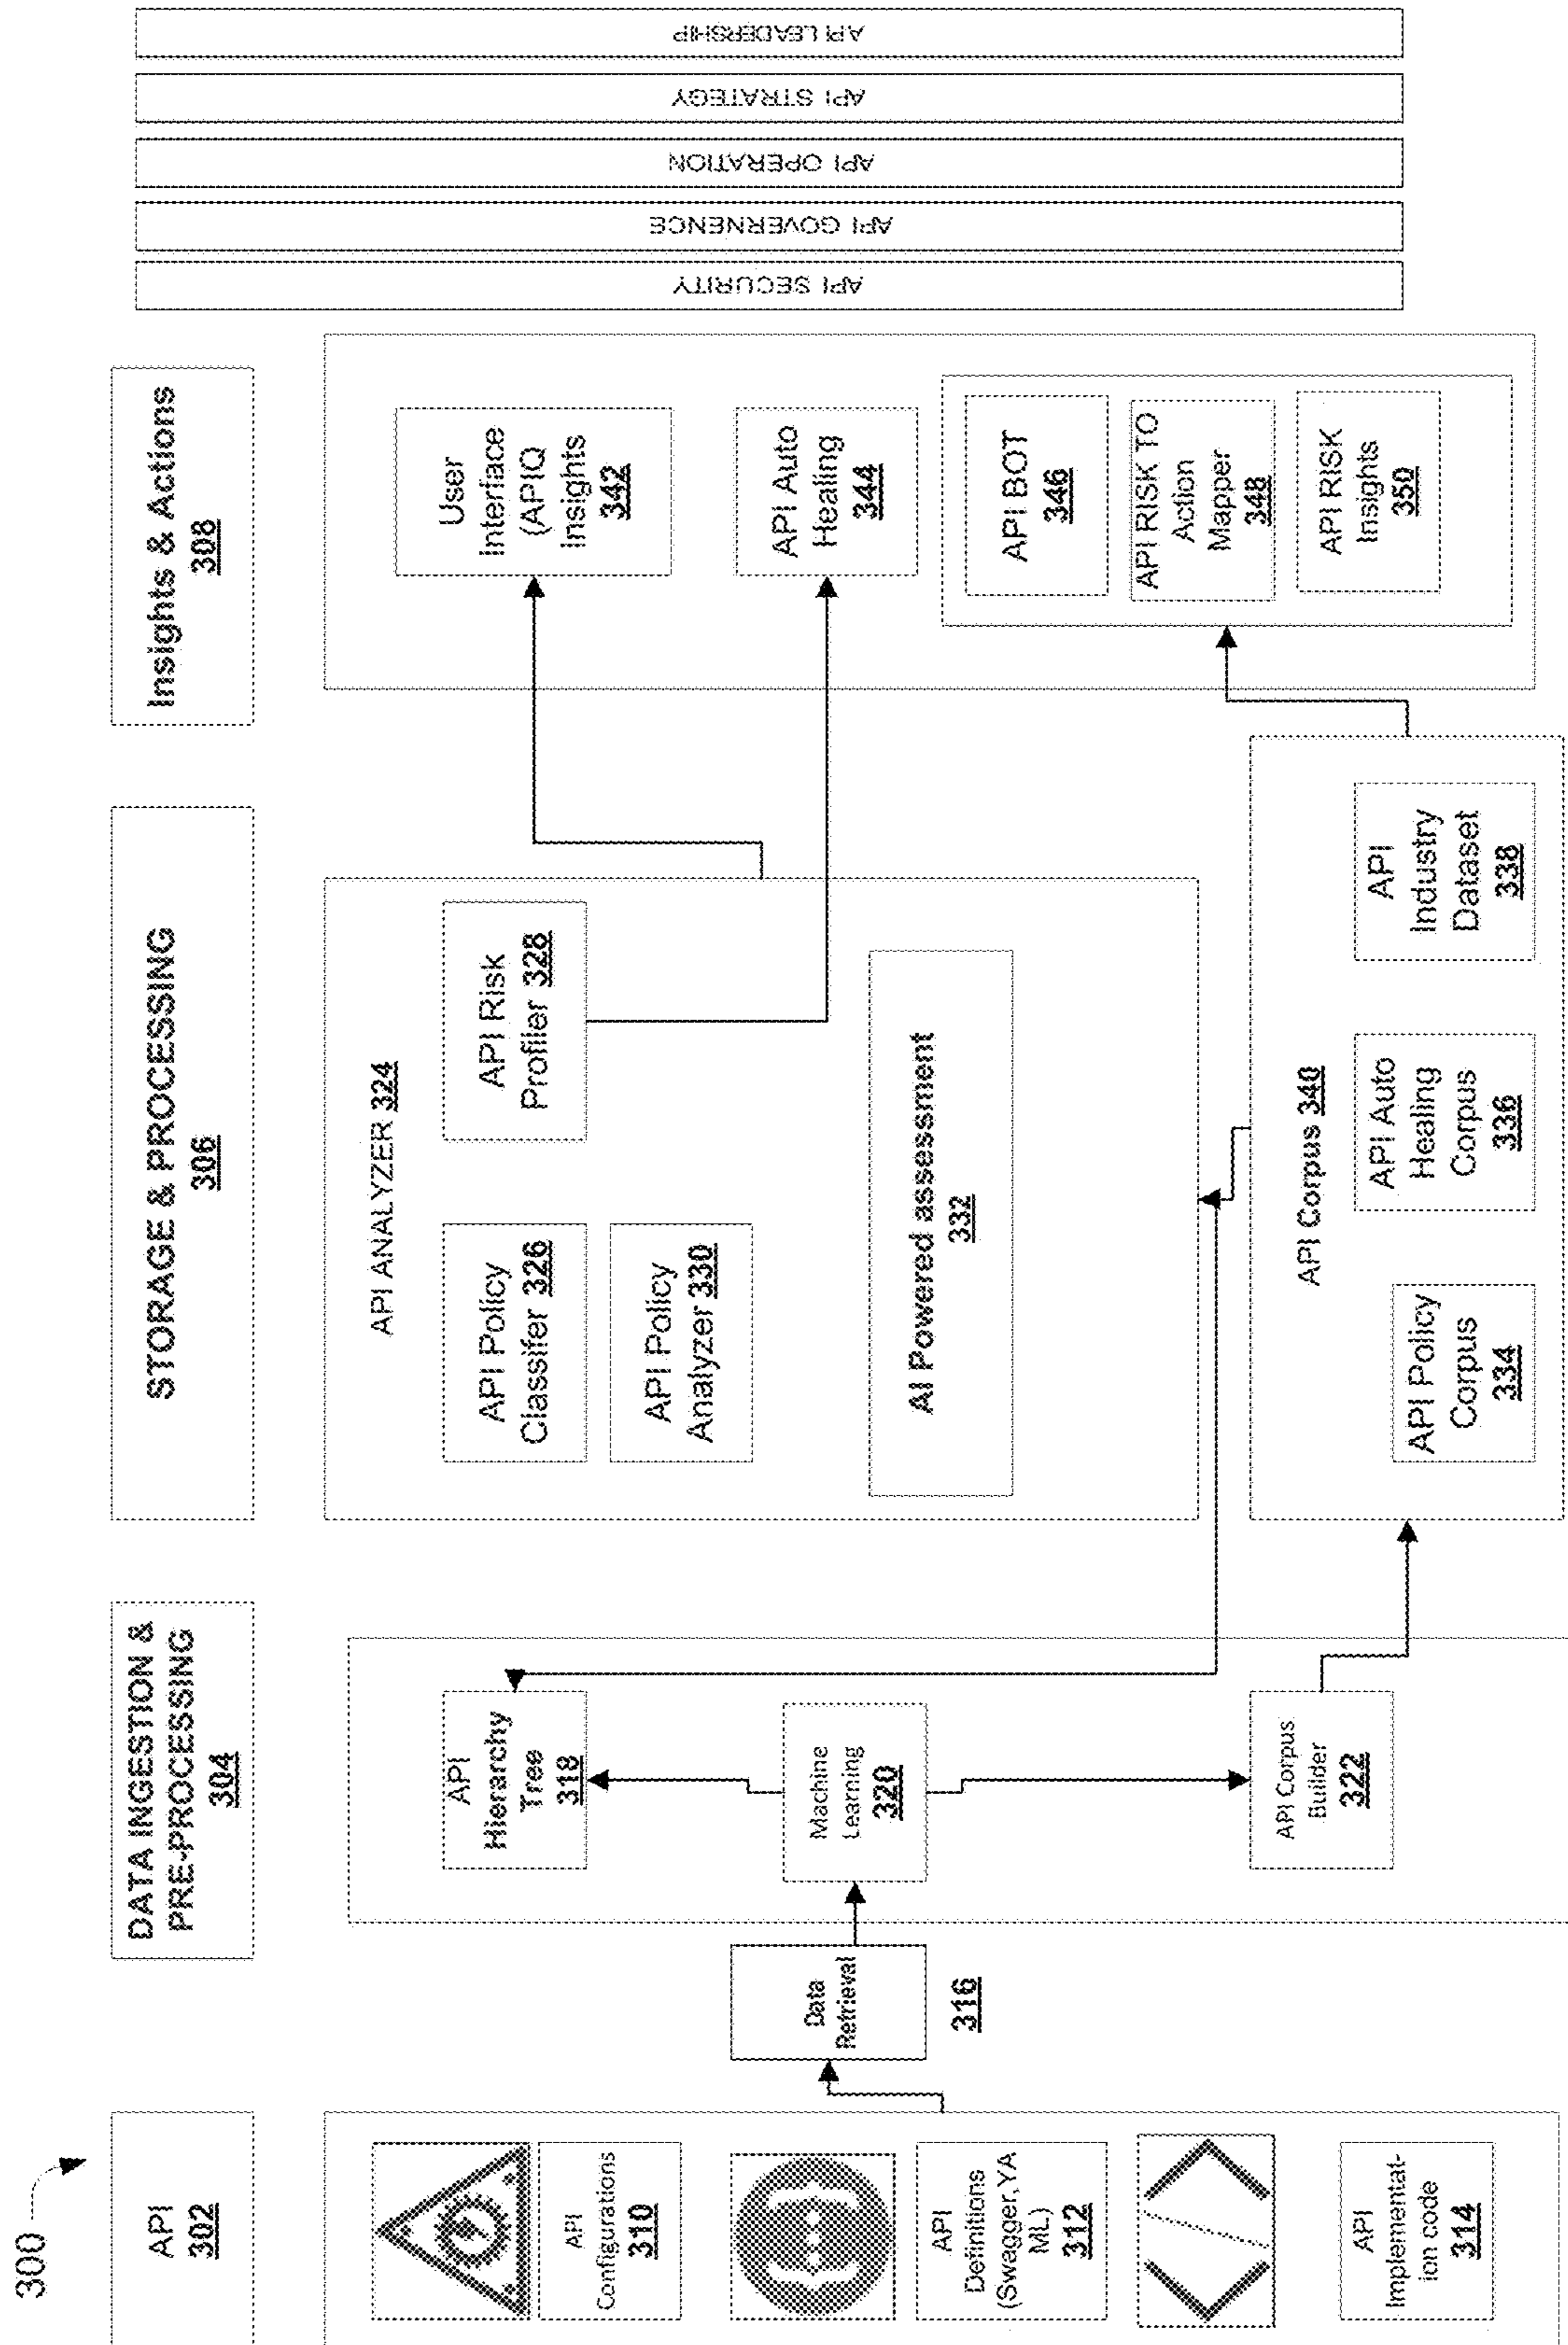 300
API
302
DATA INGESTION &
PRE-PROCESSING
304
STORAGE & PROCESSING
306
Insights & Actions
308
API
Configurations
310
{...}
API
Definitions
(Swagger,YA
ML)
312
API
Implementat-
ion code
314
Data
Retrieval
316
API
Hierarchy
Tree
318
Machine
Learning
320
API Corpus
Builder
322
API ANALYZER 324
API Policy
Classifer 326
API Risk
Profiler 328
API Policy
Analyzer 330
AI Powered assessment
332
API Corpus 340
API Policy
Corpus
334
API Auto
Healing
Corpus
336
API
Industry
Dataset
338
User
Interface
(APIQ
Insights
342
API Auto
Healing
344
API BOT
346
API RISK TO
Action
Mapper
348
API RISK
Insights
350
API SECURITY
API GOVERNENCE
API OPERATION
API STRATEGY
API LEADERSHIP